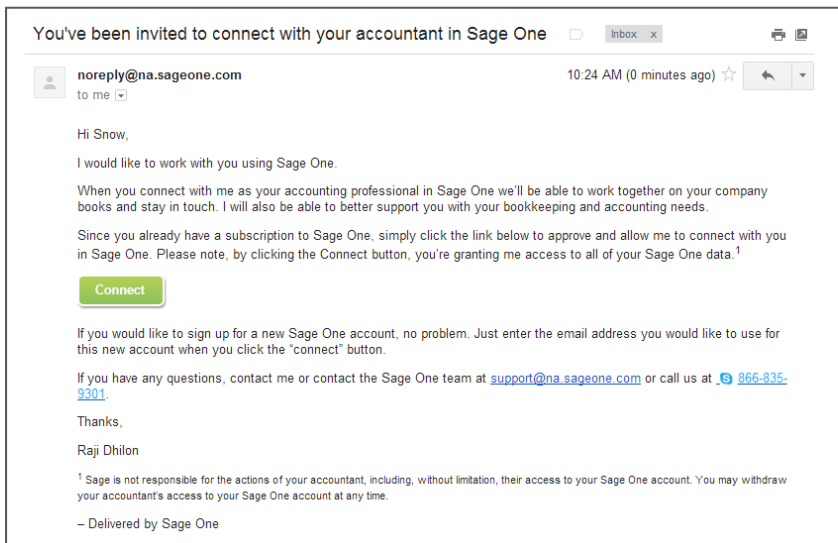 You've been invited to connect with your accountant in Sage One Inbox x
noreply@na.sageone.com 10:24 AM (0 minutes ago)
to me
Hi Snow,
I would like to work with you using Sage One.
When you connect with me as your accounting professional in Sage One we'll be able to work together on your company
books and stay in touch. I will also be able to better support you with your bookkeeping and accounting needs.
Since you already have a subscription to Sage One, simply click the link below to approve and allow me to connect with you
in Sage One. Please note, by clicking the Connect button, you're granting me access to all of your Sage One data.1
Connect
If you would like to sign up for a new Sage One account, no problem. Just enter the email address you would like to use for
this new account when you click the “connect” button.
If you have any questions, contact me or contact the Sage One team at support@na.sageone.com or call us at 866-835-
9301.
Thanks,
Raji Dhilon
1 Sage is not responsible for the actions of your accountant, including, without limitation, their access to your Sage One account. You may withdraw
your accountant's access to your Sage One account at any time.
– Delivered by Sage One